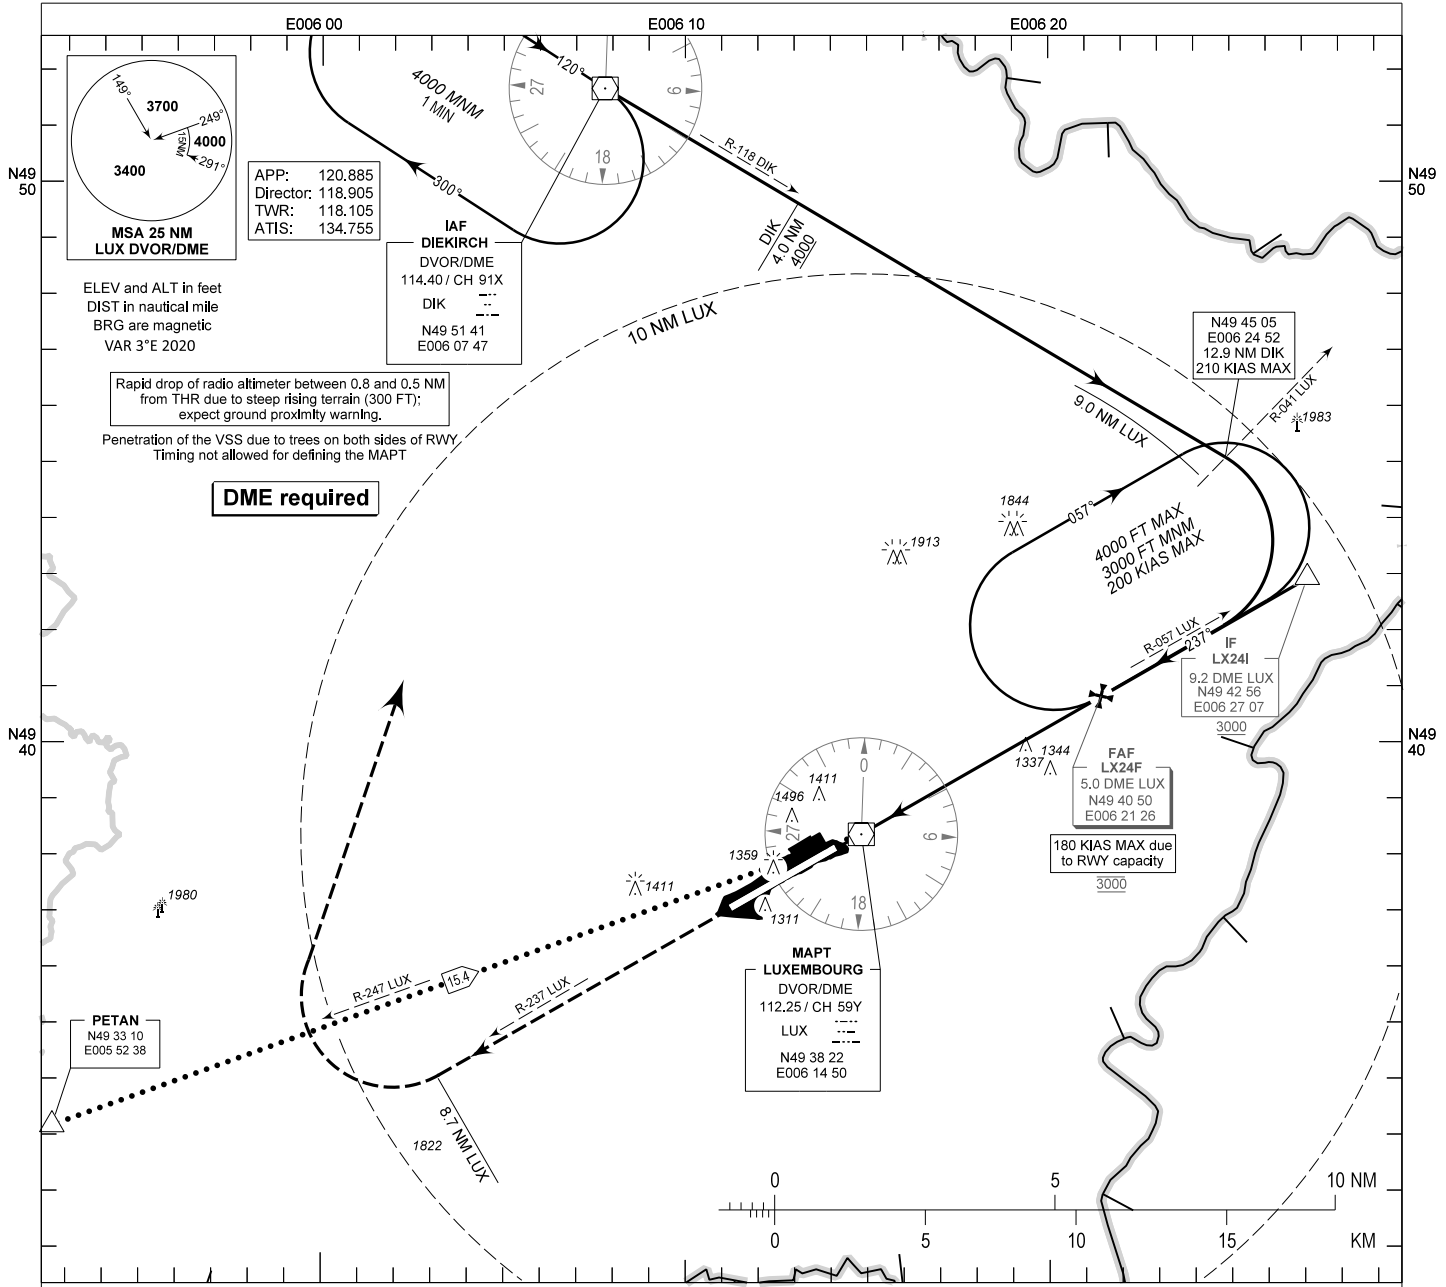 E006 00
E006 10
E006 20
N49
50
N49
50
N49
40
N49
40
149°
3700
249°
4000
15NM
291°
3400
MSA 25 NM
LUX DVOR/DME
APP: 120.885
Director: 118.905
TWR: 118.105
ATIS: 134.755
ELEV and ALT in feet
DIST in nautical mile
BRG are magnetic
VAR 3°E 2020
Rapid drop of radio altimeter between 0.8 and 0.5 NM
from THR due to steep rising terrain (300 FT);
expect ground proximity warning.
Penetration of the VSS due to trees on both sides of RWY
Timing not allowed for defining the MAPT
DME required
4000 MNM
1 MIN
120°
300°
27
9
18
IAF
DIEKIRCH
DVOR/DME
114.40 / CH 91X
DIK
N49 51 41
E006 07 47
R-118 DIK
DIK
4.0 NM
4000
10 NM LUX
9.0 NM LUX
N49 45 05
E006 24 52
12.9 NM DIK
210 KIAS MAX
R-041 LUX
1983
1844
1913
057°
4000 FT MAX
3000 FT MNM
200 KIAS MAX
R-057 LUX
237°
IF
LX24I
9.2 DME LUX
N49 42 56
E006 27 07
3000
FAF
LX24F
5.0 DME LUX
N49 40 50
E006 21 26
180 KIAS MAX due
to RWY capacity
3000
1337
1344
1411
1496
0
27
9
18
1359
1411
1311
1980
MAPT
LUXEMBOURG
DVOR/DME
112.25 / CH 59Y
LUX
N49 38 22
E006 14 50
R-247 LUX
15.4
R-237 LUX
PETAN
N49 33 10
E005 52 38
8.7 NM LUX
1822
0 5 10 NM
0 5 10 15 KM